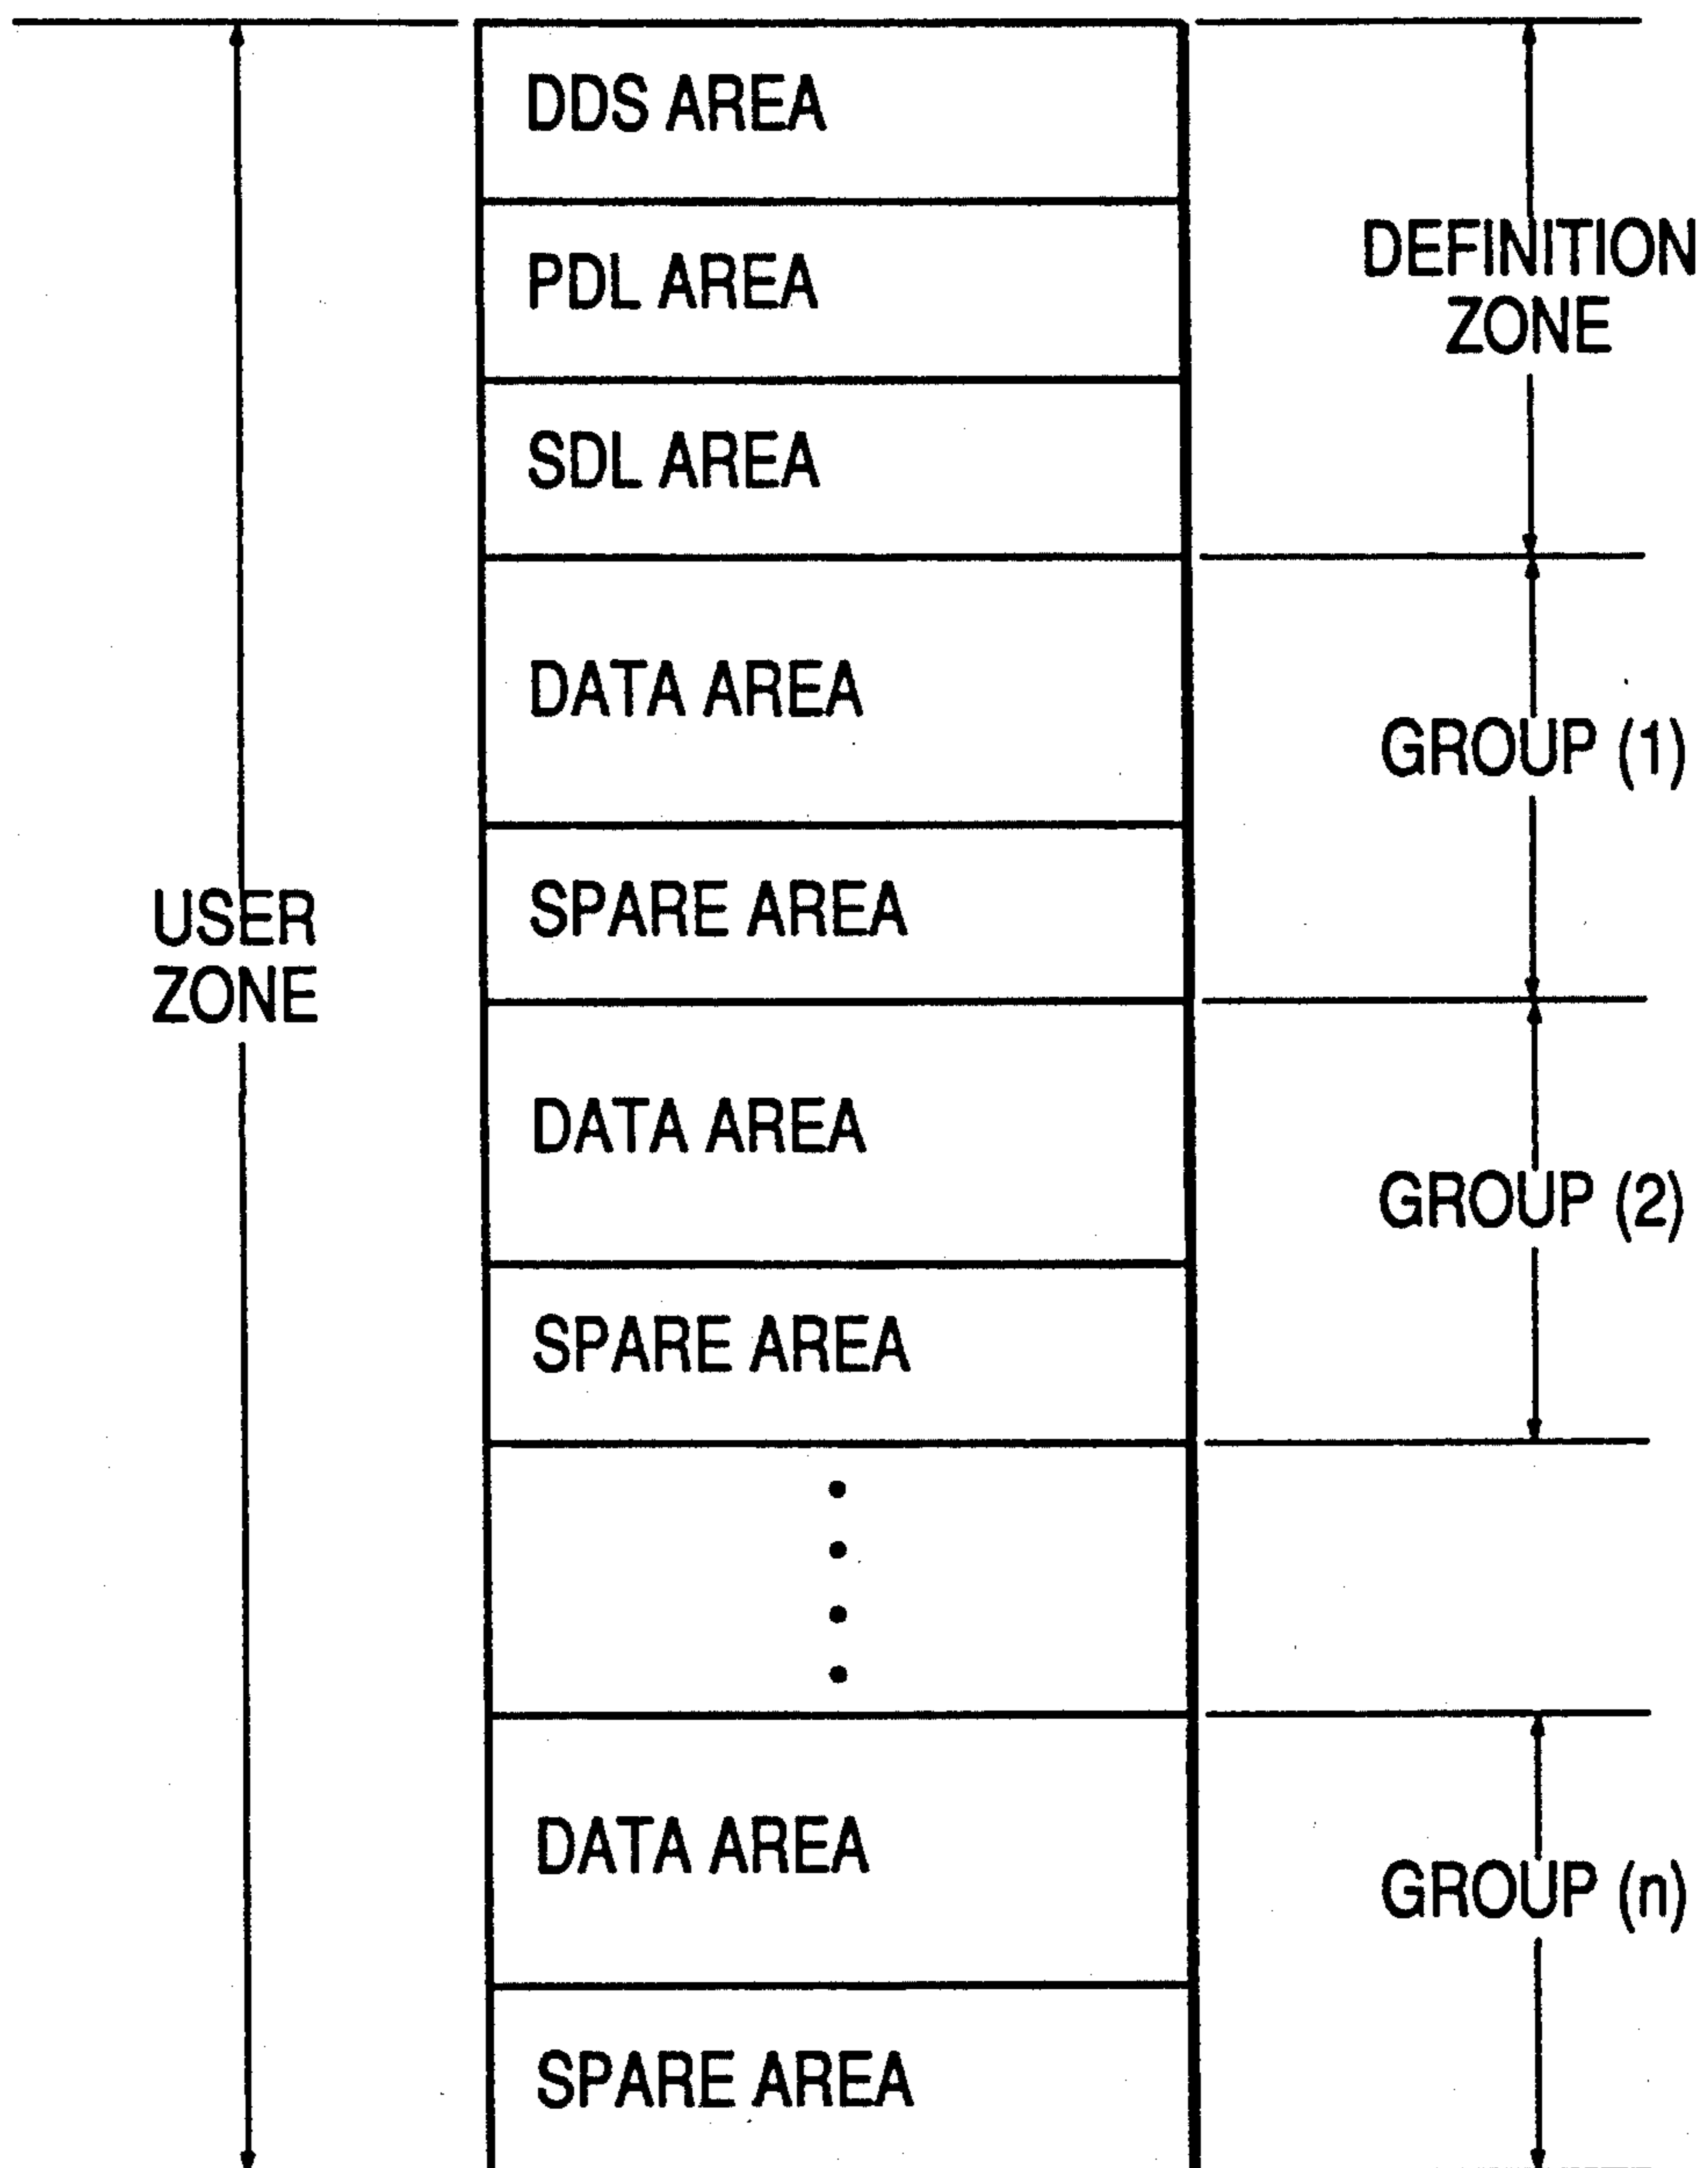 DDS AREA
PDL AREA
SDL AREA
DEFINITION
ZONE
DATA AREA
GROUP (1)
SPARE AREA
USER
ZONE
DATA AREA
GROUP (2)
SPARE AREA
DATA AREA
GROUP (n)
SPARE AREA